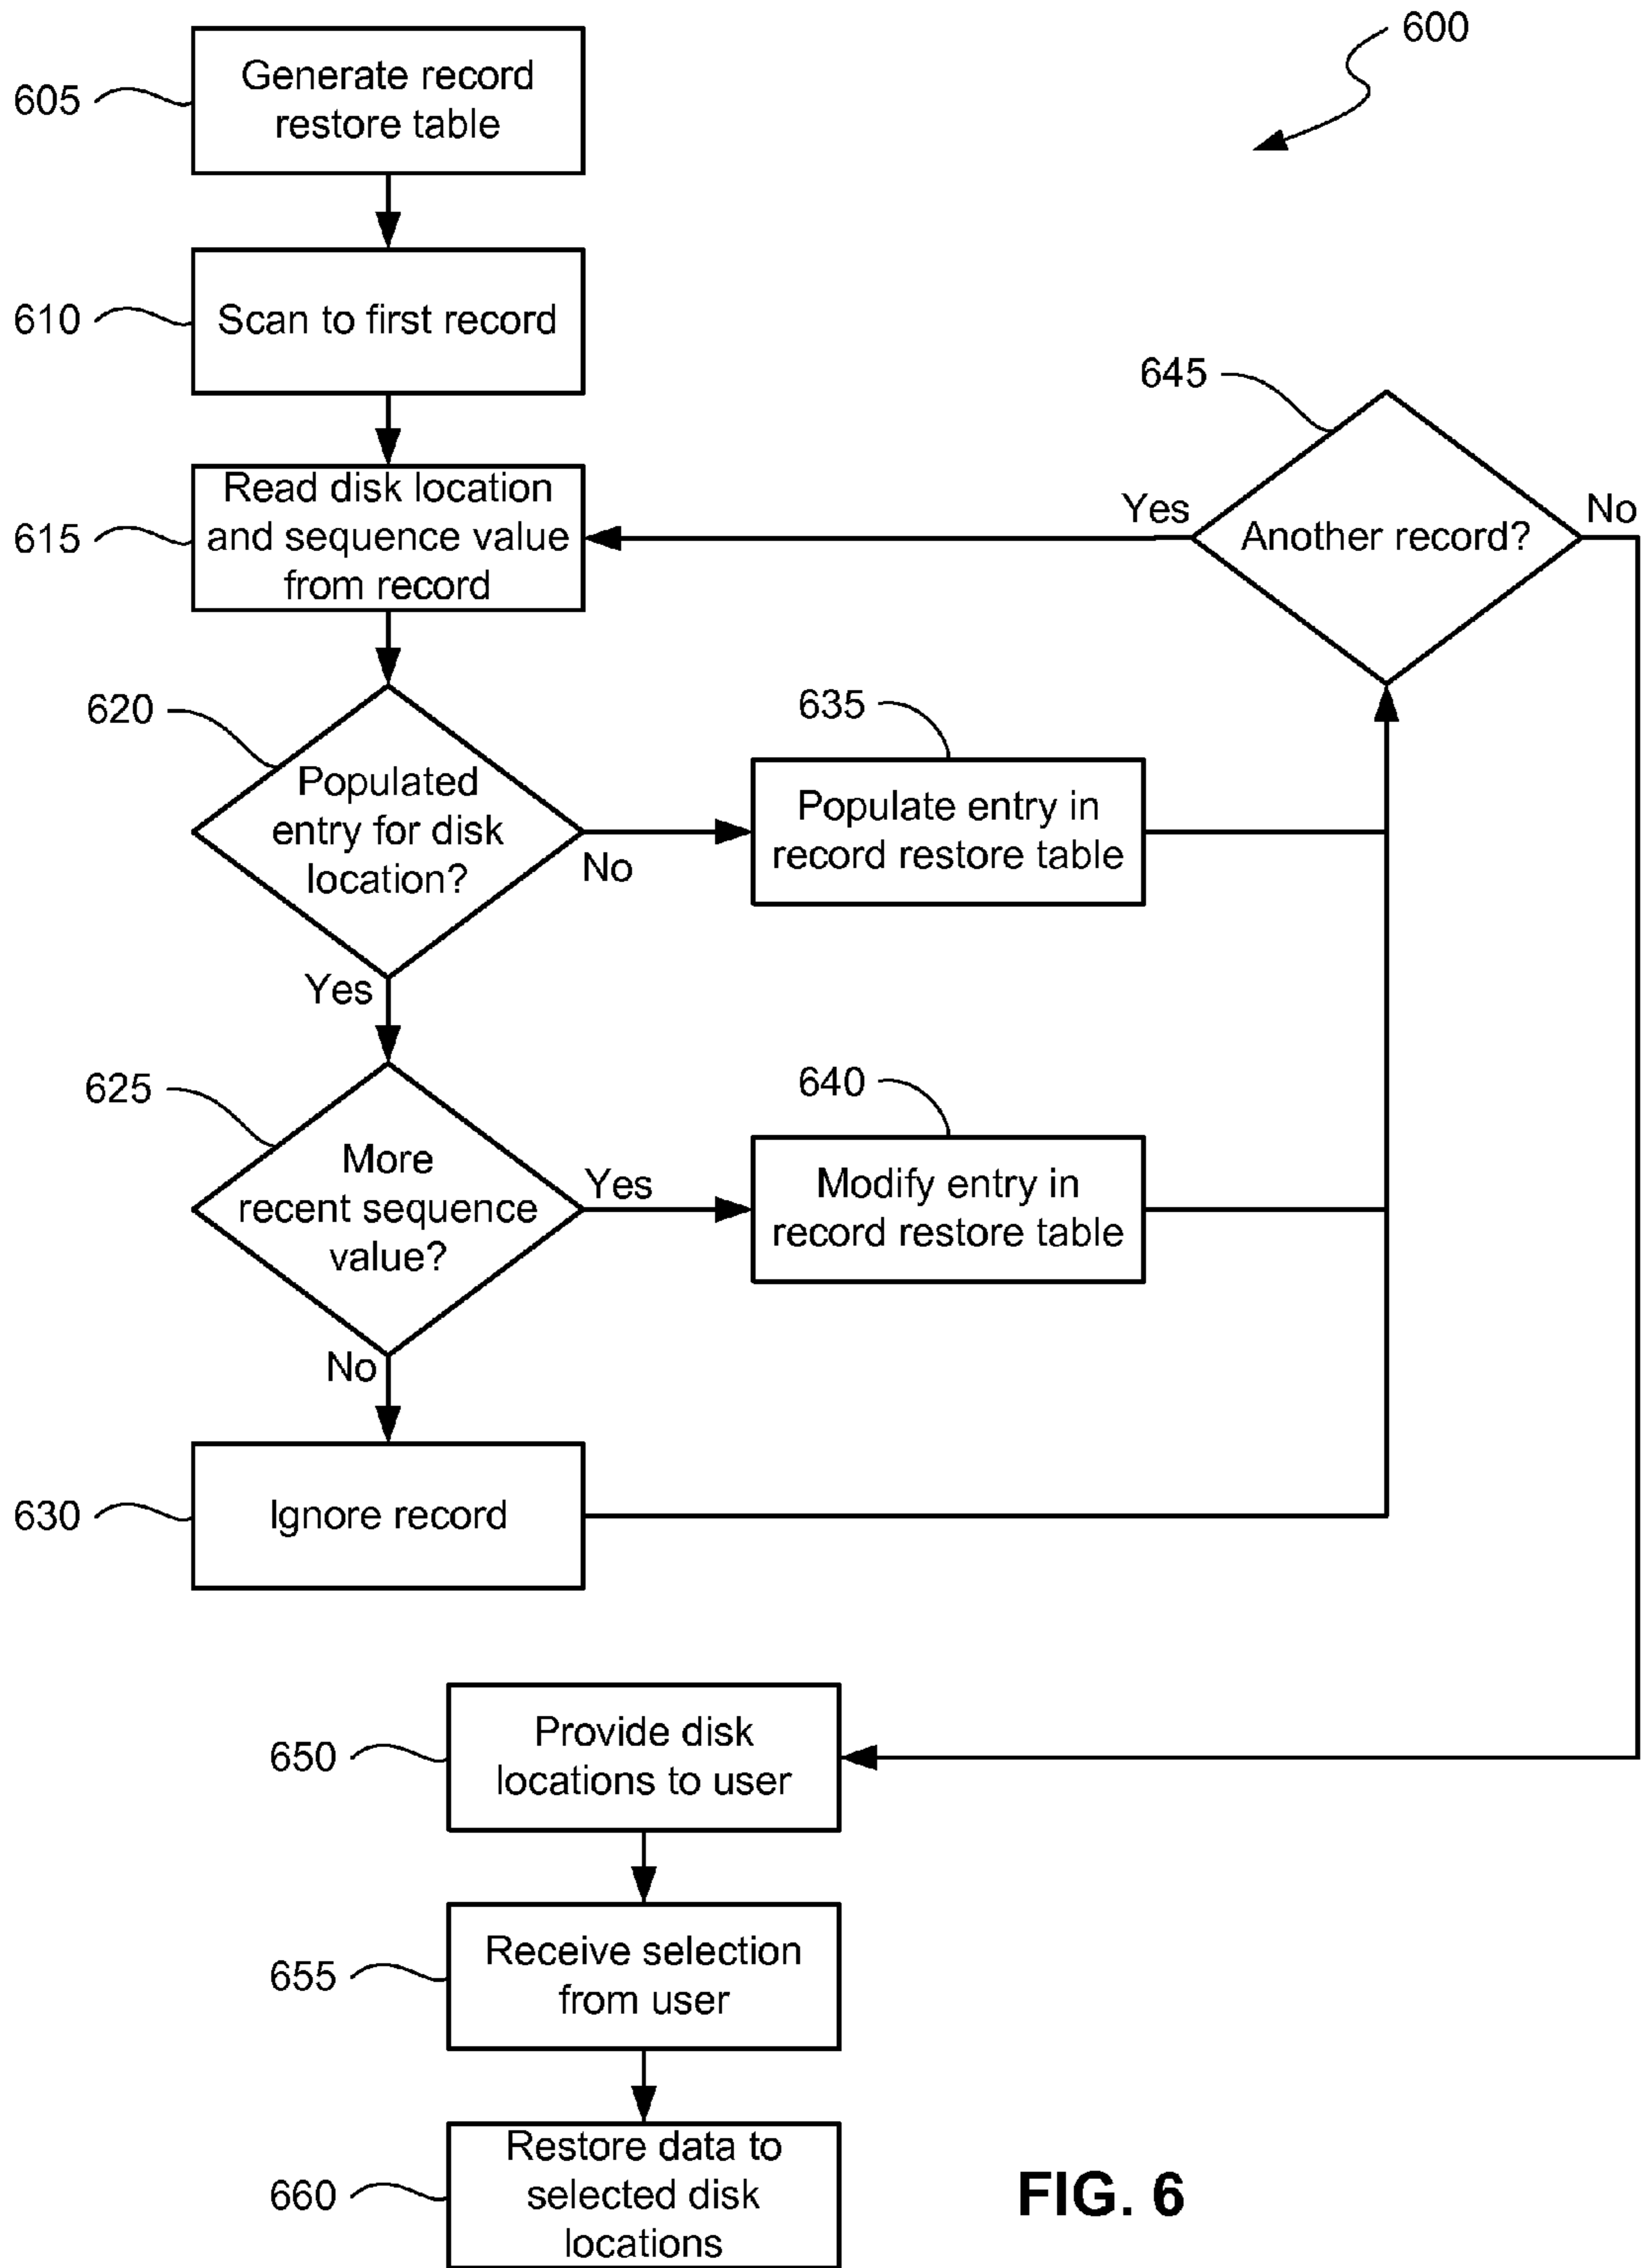 600
605
Generate record
restore table
610
Scan to first record
645
Another record?
Yes
No
615
Read disk location
and sequence value
from record
620
Populated
entry for disk
location?
No
Yes
635
Populate entry in
record restore table
625
More
recent sequence
value?
Yes
No
640
Modify entry in
record restore table
630
Ignore record
650
Provide disk
locations to user
655
Receive selection
from user
660
Restore data to
selected disk
locations
FIG. 6